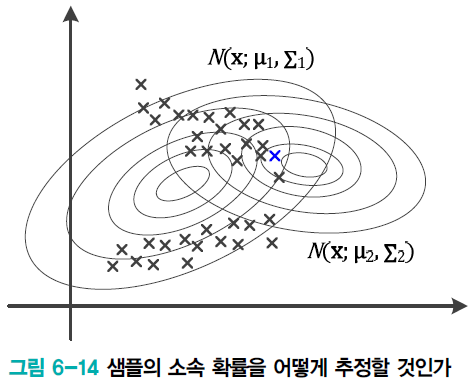 N(x; μ₁, Σ₁)
N(x; μ₂, Σ₂)
그림 6-14 샘플의 소속 확률을 어떻게 추정할 것인가